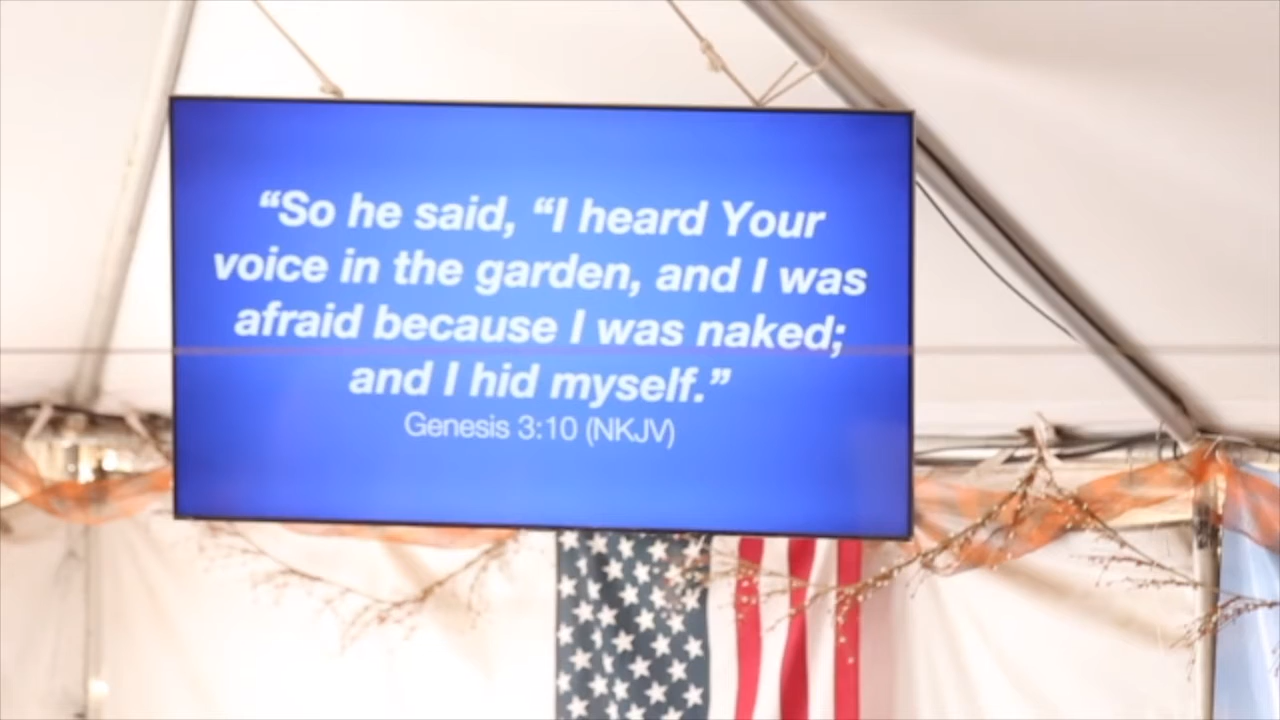 “So he said, “I heard Your
voice in the garden, and I was
afraid because I was naked;
and I hid myself.”
Genesis 3:10 (NKJV)